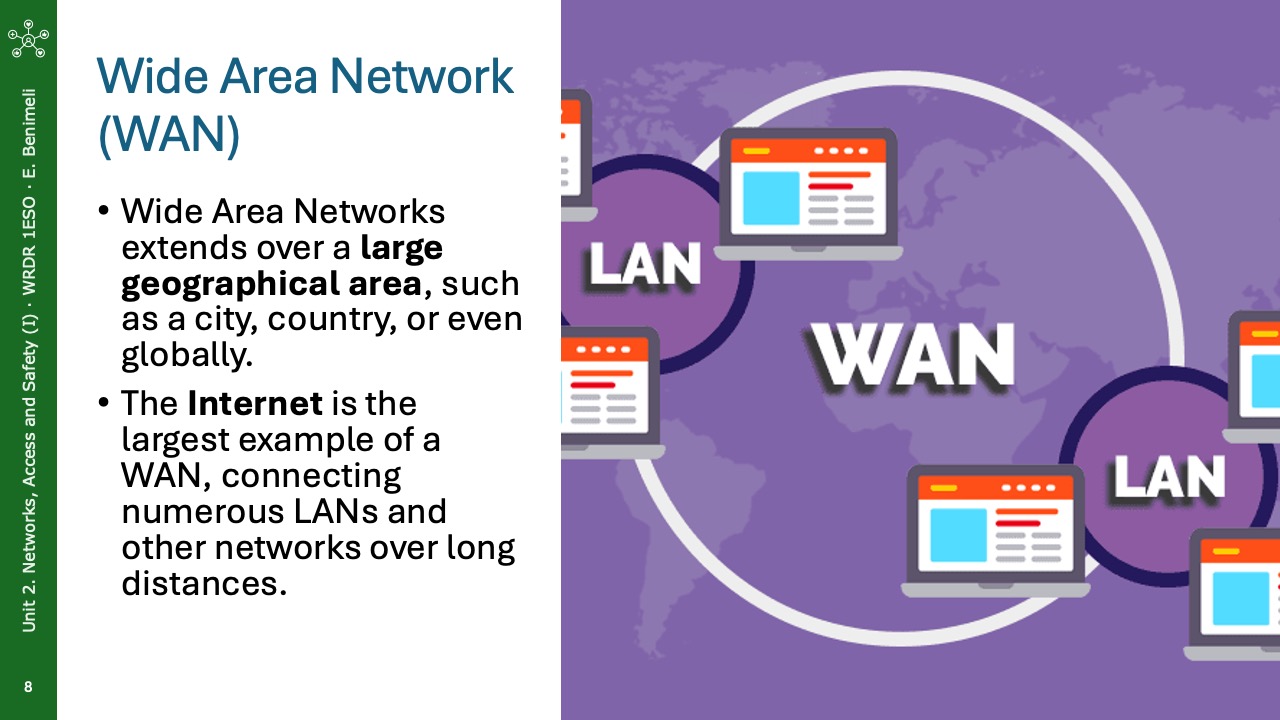 Unit 2. Networks, Access and Safety (I) · WRDR 1ESO · E. Benimeli
8
Wide Area Network
(WAN)
• Wide Area Networks
extends over a large
geographical area, such
as a city, country, or even
globally.
• The Internet is the
largest example of a
WAN, connecting
numerous LANs and
other networks over long
distances.
LAN
WAN
LAN